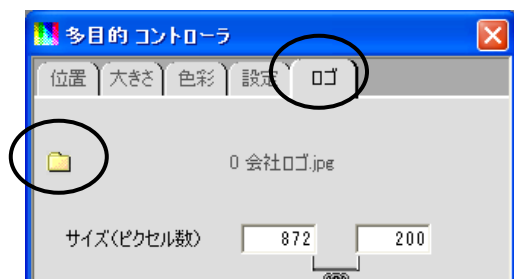 多目的 コントローラ
位置 大きさ 色彩 設定 ロゴ
0 会社ロゴ.jpg
サイズ(ピクセル数) 872 200